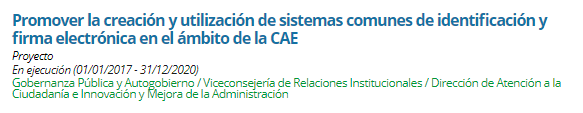 Promover la creación y utilización de sistemas comunes de identificación y
firma electrónica en el ámbito de la CAE
Proyecto
En ejecución (01/01/2017 - 31/12/2020)
Gobernanza Pública y Autogobierno / Viceconsejería de Relaciones Institucionales / Dirección de Atención a la
Ciudadanía e Innovación y Mejora de la Administración